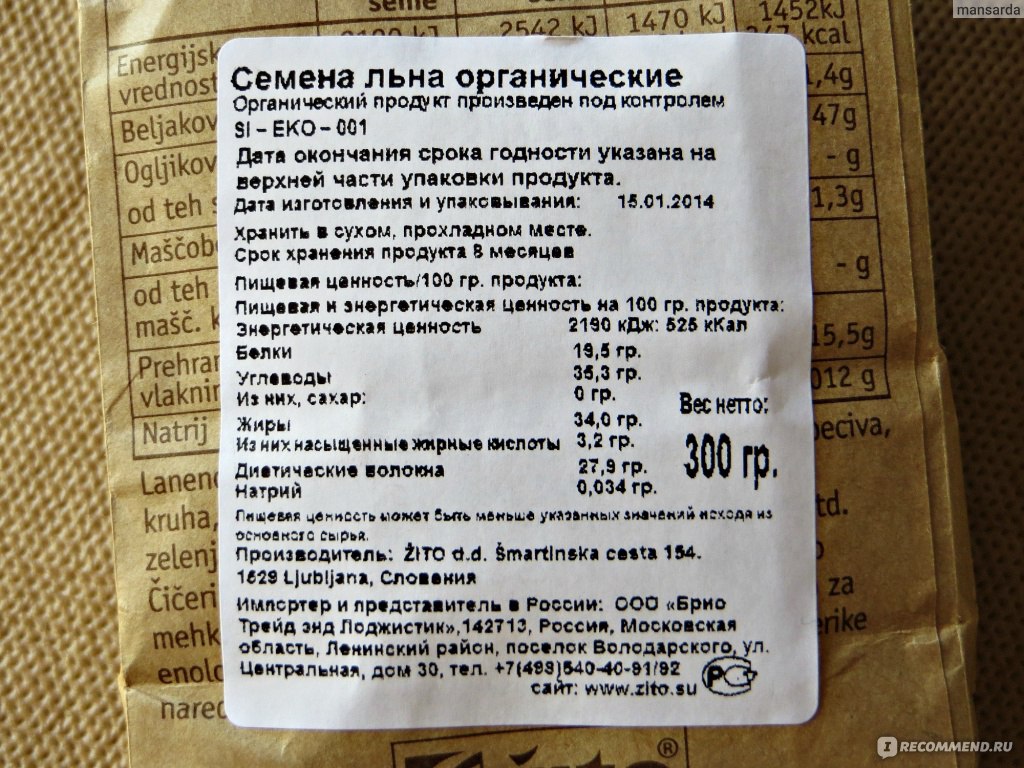 mansarda
seme
2542 kJ 1470 kJ 1452kJ
kcal
Energijsk
vrednost
Beljakov
1,4g
47g
Ogljikov
- g
od teh s
1,3g
Maščob
od teh
- g
mašč.
15,5g
Prehran
vlaknin
012 g
Natrij
Семена льна органические
Органический продукт произведен под контролем
SI – EKO – 001
Дата окончания срока годности указана на
верхней части упаковки продукта.
Дата изготовления и упаковывания: 15.01.2014
Хранить в сухом, прохладном месте.
Срок хранения продукта 8 месяцев
Пищевая ценность/100 гр. продукта:
Пищевая и энергетическая ценность на 100 гр. продукта:
Энергетическая ценность 2190 кДж: 525 кКал
Белки 19,5 гр.
Углеводы 35,3 гр.
Из них, сахар: 0 гр.
Жиры 34,0 гр.
Из них насыщенные жирные кислоты 3,2 гр.
Диетические волокна 27,9 гр.
Натрий 0,034 гр.
Вес нетто:
300 гр.
Пищевая ценность может быть меньше указанных значений исходя из
основного сырья.
Производитель: ŽITO d.d. Šmartinska cesta 154.
1529 Ljubljana, Словения
Импортер и представитель в России: ООО «Брио
Трейд энд Лоджистик»,142713, Россия, Московская
область, Ленинский район, поселок Володарского, ул.
Центральная, дом 30, тел. +7(498)540-40-91/92
сайт: www.zito.su
РСТ
peciva,
Lanen
kruha,
td.
zelenj
Čičeri
za
mehk
erike
enolo
nared
žito ®
IRECOMMEND.RU